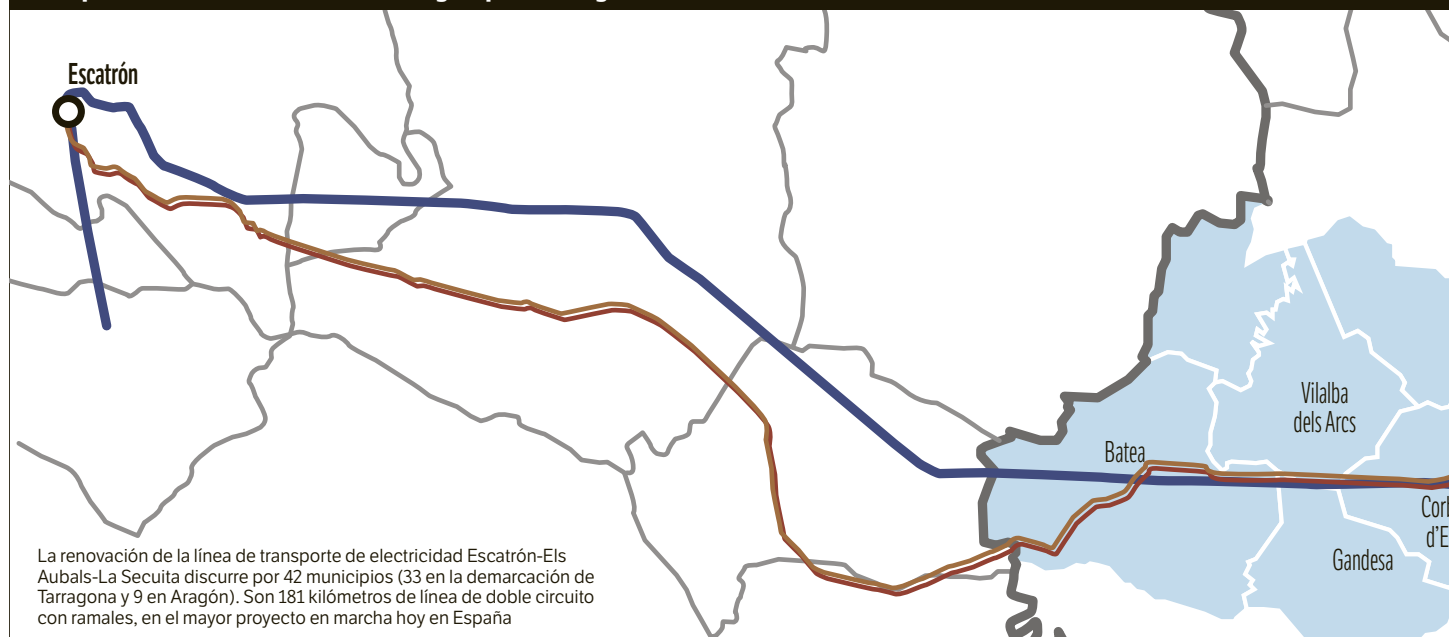 Escatrón
Vilalba
dels Arcs
Batea
Gandesa
La renovación de la línea de transporte de electricidad Escatrón-Els
Aubals-La Secuita discurre por 42 municipios (33 en la demarcación de
Tarragona y 9 en Aragón). Son 181 kilómetros de línea de doble circuito
con ramales, en el mayor proyecto en marcha hoy en España